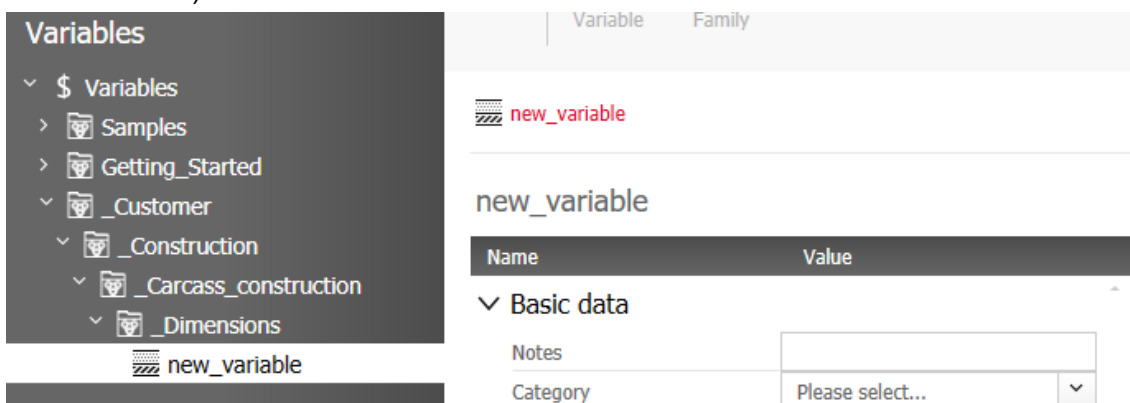 Variables
$ Variables
Samples
Getting_Started
_Customer
_Construction
_Carcass_construction
_Dimensions
new_variable
Variable Family
new_variable
new_variable
Name Value
Basic data
Notes
Category Please select...